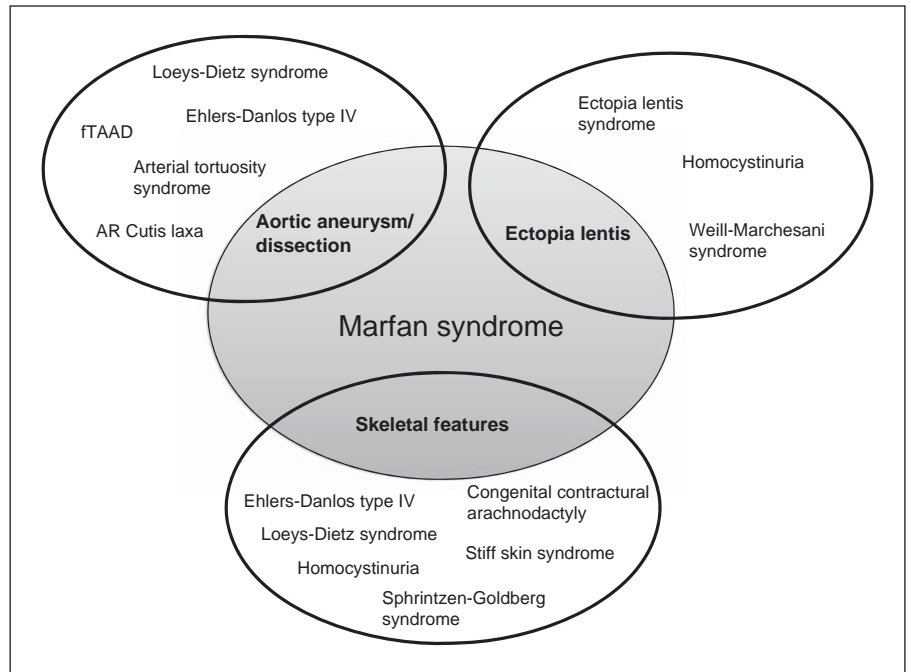 Loeys-Dietz syndrome
Ehlers-Danlos type IV
fTAAD
Arterial tortuosity
syndrome
AR Cutis laxa
Aortic aneurysm/
dissection
Ectopia lentis
syndrome
Homocystinuria
Weill-Marchesani
syndrome
Ectopia lentis
Marfan syndrome
Skeletal features
Ehlers-Danlos type IV
Congenital contractural
arachnodactyly
Loeys-Dietz syndrome
Stiff skin syndrome
Homocystinuria
Sphrintzen-Goldberg
syndrome